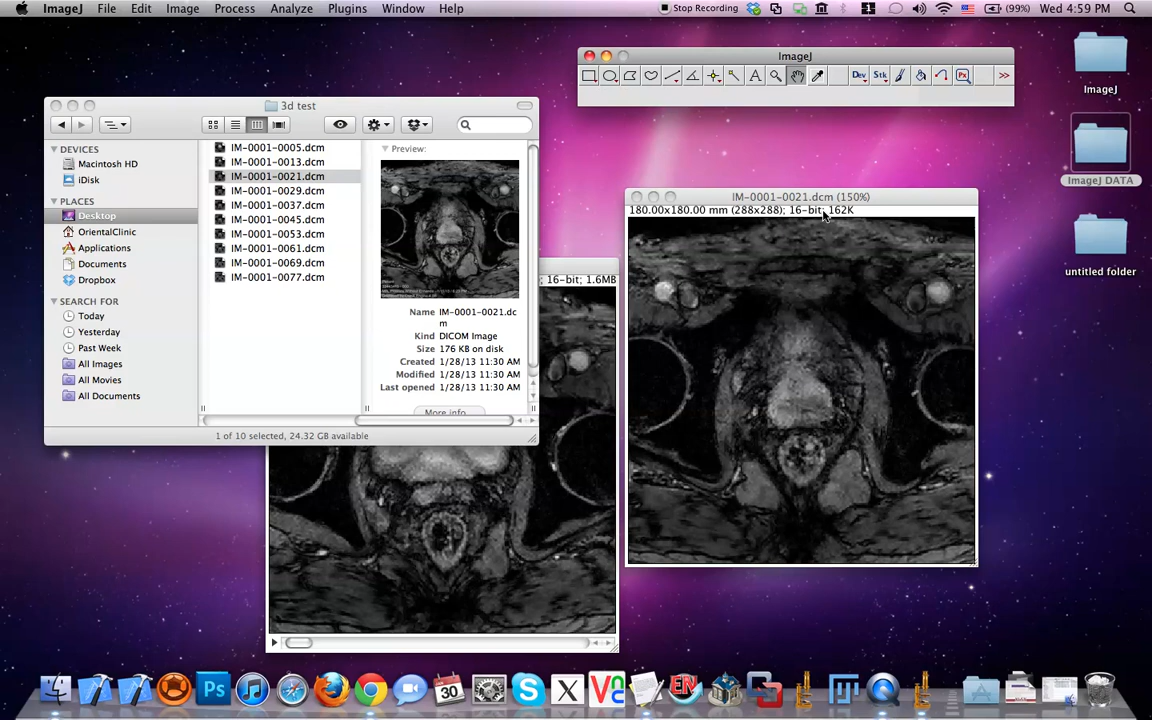 ImageJ File Edit Image Process Analyze Plugins Window Help
Stop Recording (99%) Wed 4:59 PM
ImageJ
Dev Stk Px >>
ImageJ
ImageJ DATA
untitled folder
3d test
DEVICES
Macintosh HD
iDisk
PLACES
Desktop
OrientalClinic
Applications
Documents
Dropbox
SEARCH FOR
Today
Yesterday
Past Week
All Images
All Movies
All Documents
IM-0001-0005.dcm
IM-0001-0013.dcm
IM-0001-0021.dcm
IM-0001-0029.dcm
IM-0001-0037.dcm
IM-0001-0045.dcm
IM-0001-0053.dcm
IM-0001-0061.dcm
IM-0001-0069.dcm
IM-0001-0077.dcm
Preview:
Name IM-0001-0021.dc
m
Kind DICOM Image
Size 176 KB on disk
Created 1/28/13 11:30 AM
Modified 1/28/13 11:30 AM
Last opened 1/28/13 11:30 AM
More info
1 of 10 selected, 24.32 GB available
; 16-bit; 1.6MB
IM-0001-0021.dcm (150%)
180.00x180.00 mm (288x288); 16-bit; 162K
Ps
30
S
X
EN